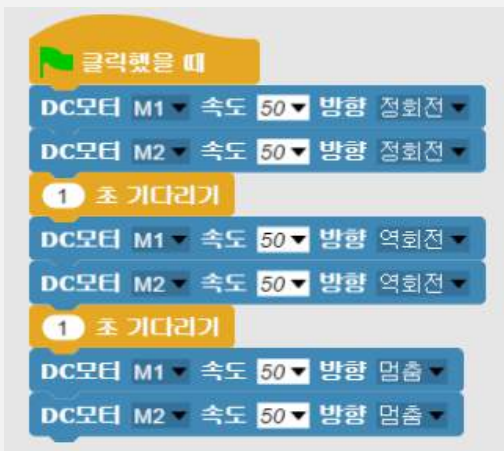 클릭했을 때
DC모터 M1 속도 50 방향 정회전
DC모터 M2 속도 50 방향 정회전
1 초 기다리기
DC모터 M1 속도 50 방향 역회전
DC모터 M2 속도 50 방향 역회전
1 초 기다리기
DC모터 M1 속도 50 방향 멈춤
DC모터 M2 속도 50 방향 멈춤